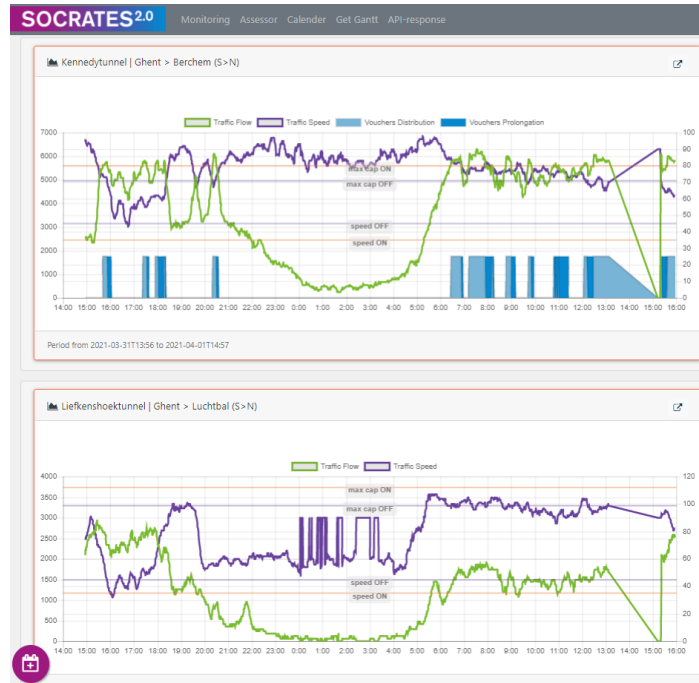 SOCRATES2.0 Monitoring Assessor Calender Get Gantt API-response
Kennedytunnel | Ghent > Berchem (S>N)
Traffic Flow Traffic Speed Vouchers Distribution Vouchers Prolongation
7000 100
6000 90
5000 80
4000 70
3000 60
2000 50
1000 40
0 30
20
10
0
max cap ON
max cap OFF
speed OFF
speed ON
14:00 15:00 16:00 17:00 18:00 19:00 20:00 21:00 22:00 23:00 0:00 1:00 2:00 3:00 4:00 5:00 6:00 7:00 8:00 9:00 10:00 11:00 12:00 13:00 14:00 15:00 16:00
Period from 2021-03-31T13:56 to 2021-04-01T14:57
Liefkenshoektunnel | Ghent > Luchtbal (S>N)
Traffic Flow Traffic Speed
4000 120
3500 100
3000 80
2500 60
2000 40
1500 20
1000 0
500
0
max cap ON
max cap OFF
speed OFF
speed ON
14:00 15:00 16:00 17:00 18:00 19:00 20:00 21:00 22:00 23:00 0:00 1:00 2:00 3:00 4:00 5:00 6:00 7:00 8:00 9:00 10:00 11:00 12:00 13:00 14:00 15:00 16:00